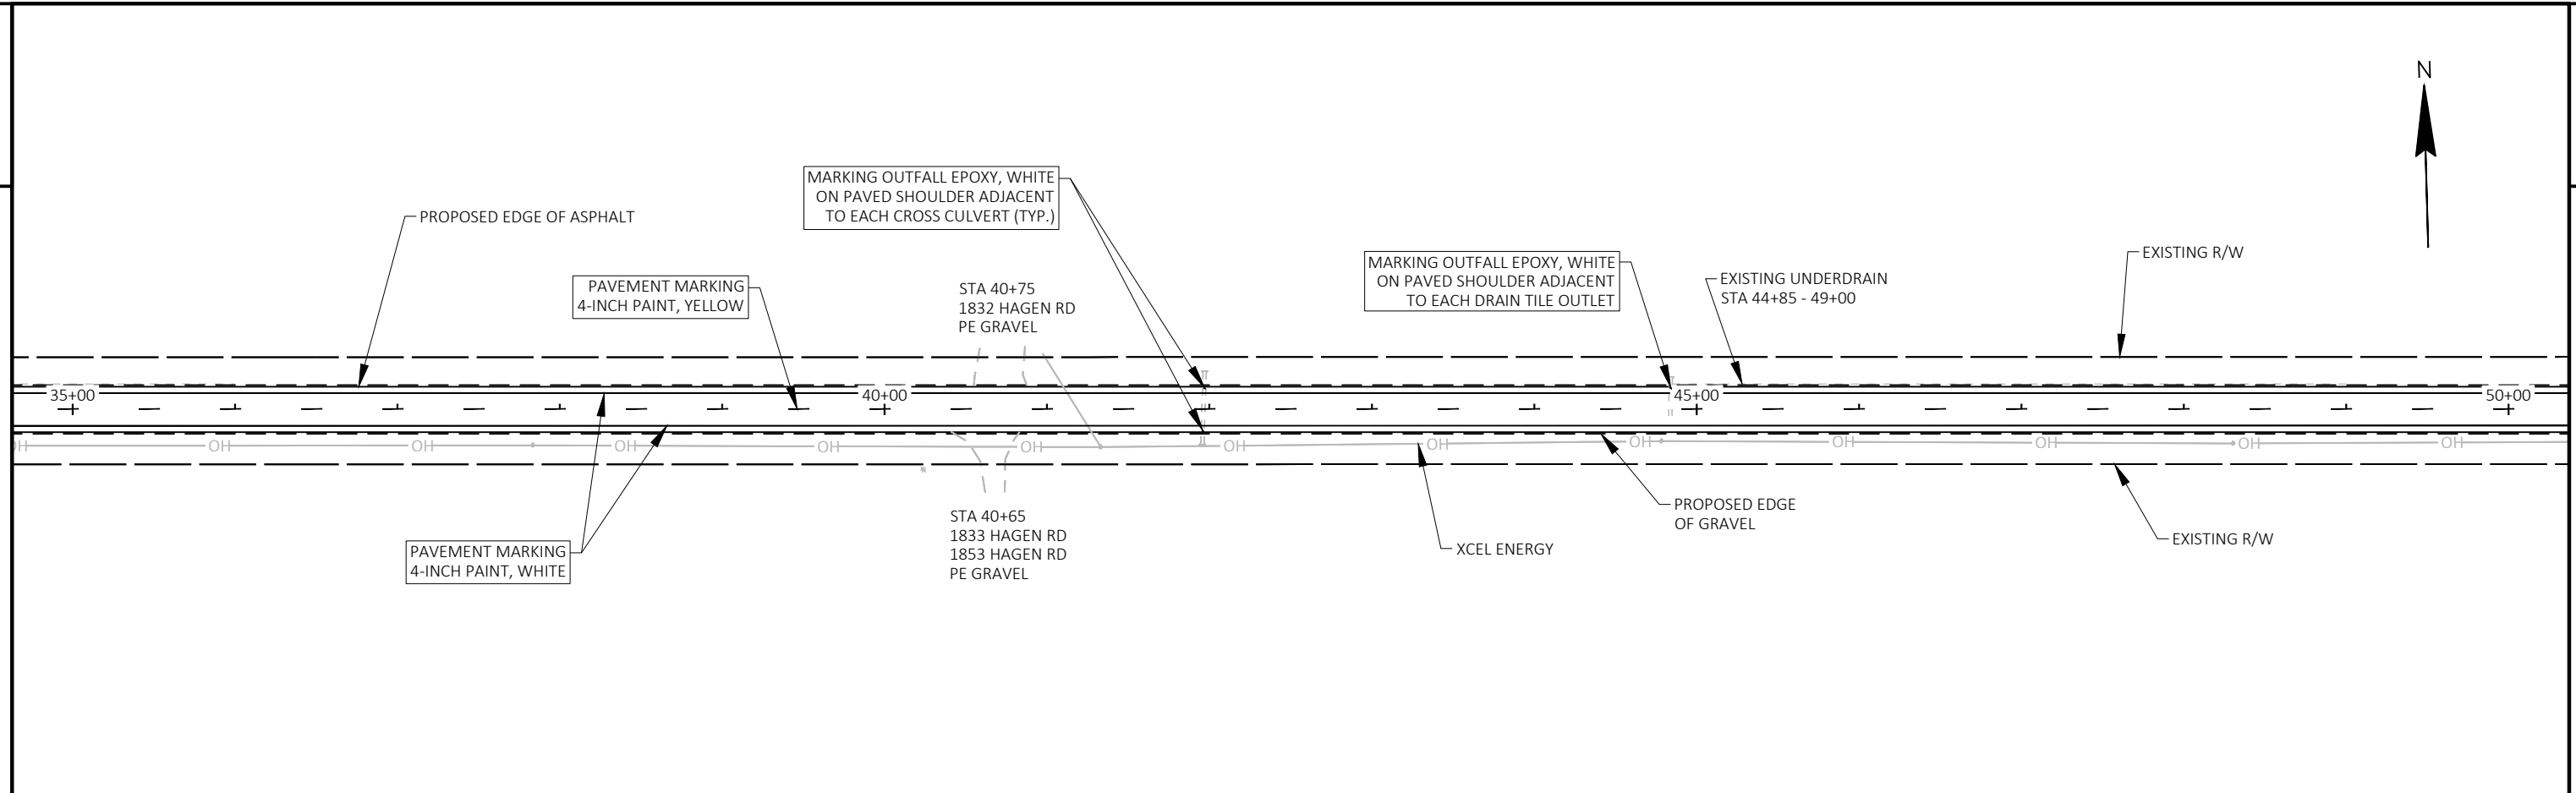 N
MARKING OUTFALL EPOXY, WHITE
ON PAVED SHOULDER ADJACENT
TO EACH CROSS CULVERT (TYP.)
PROPOSED EDGE OF ASPHALT
MARKING OUTFALL EPOXY, WHITE
ON PAVED SHOULDER ADJACENT
TO EACH DRAIN TILE OUTLET
EXISTING R/W
EXISTING UNDERDRAIN
STA 44+85 - 49+00
PAVEMENT MARKING
4-INCH PAINT, YELLOW
STA 40+75
1832 HAGEN RD
PE GRAVEL
35+00
40+00
45+00
50+00
OH
OH
OH
OH
OH
OH
OH
OH
OH
OH
OH
OH
OH
PROPOSED EDGE
OF GRAVEL
STA 40+65
1833 HAGEN RD
1853 HAGEN RD
PE GRAVEL
EXISTING R/W
XCEL ENERGY
PAVEMENT MARKING
4-INCH PAINT, WHITE